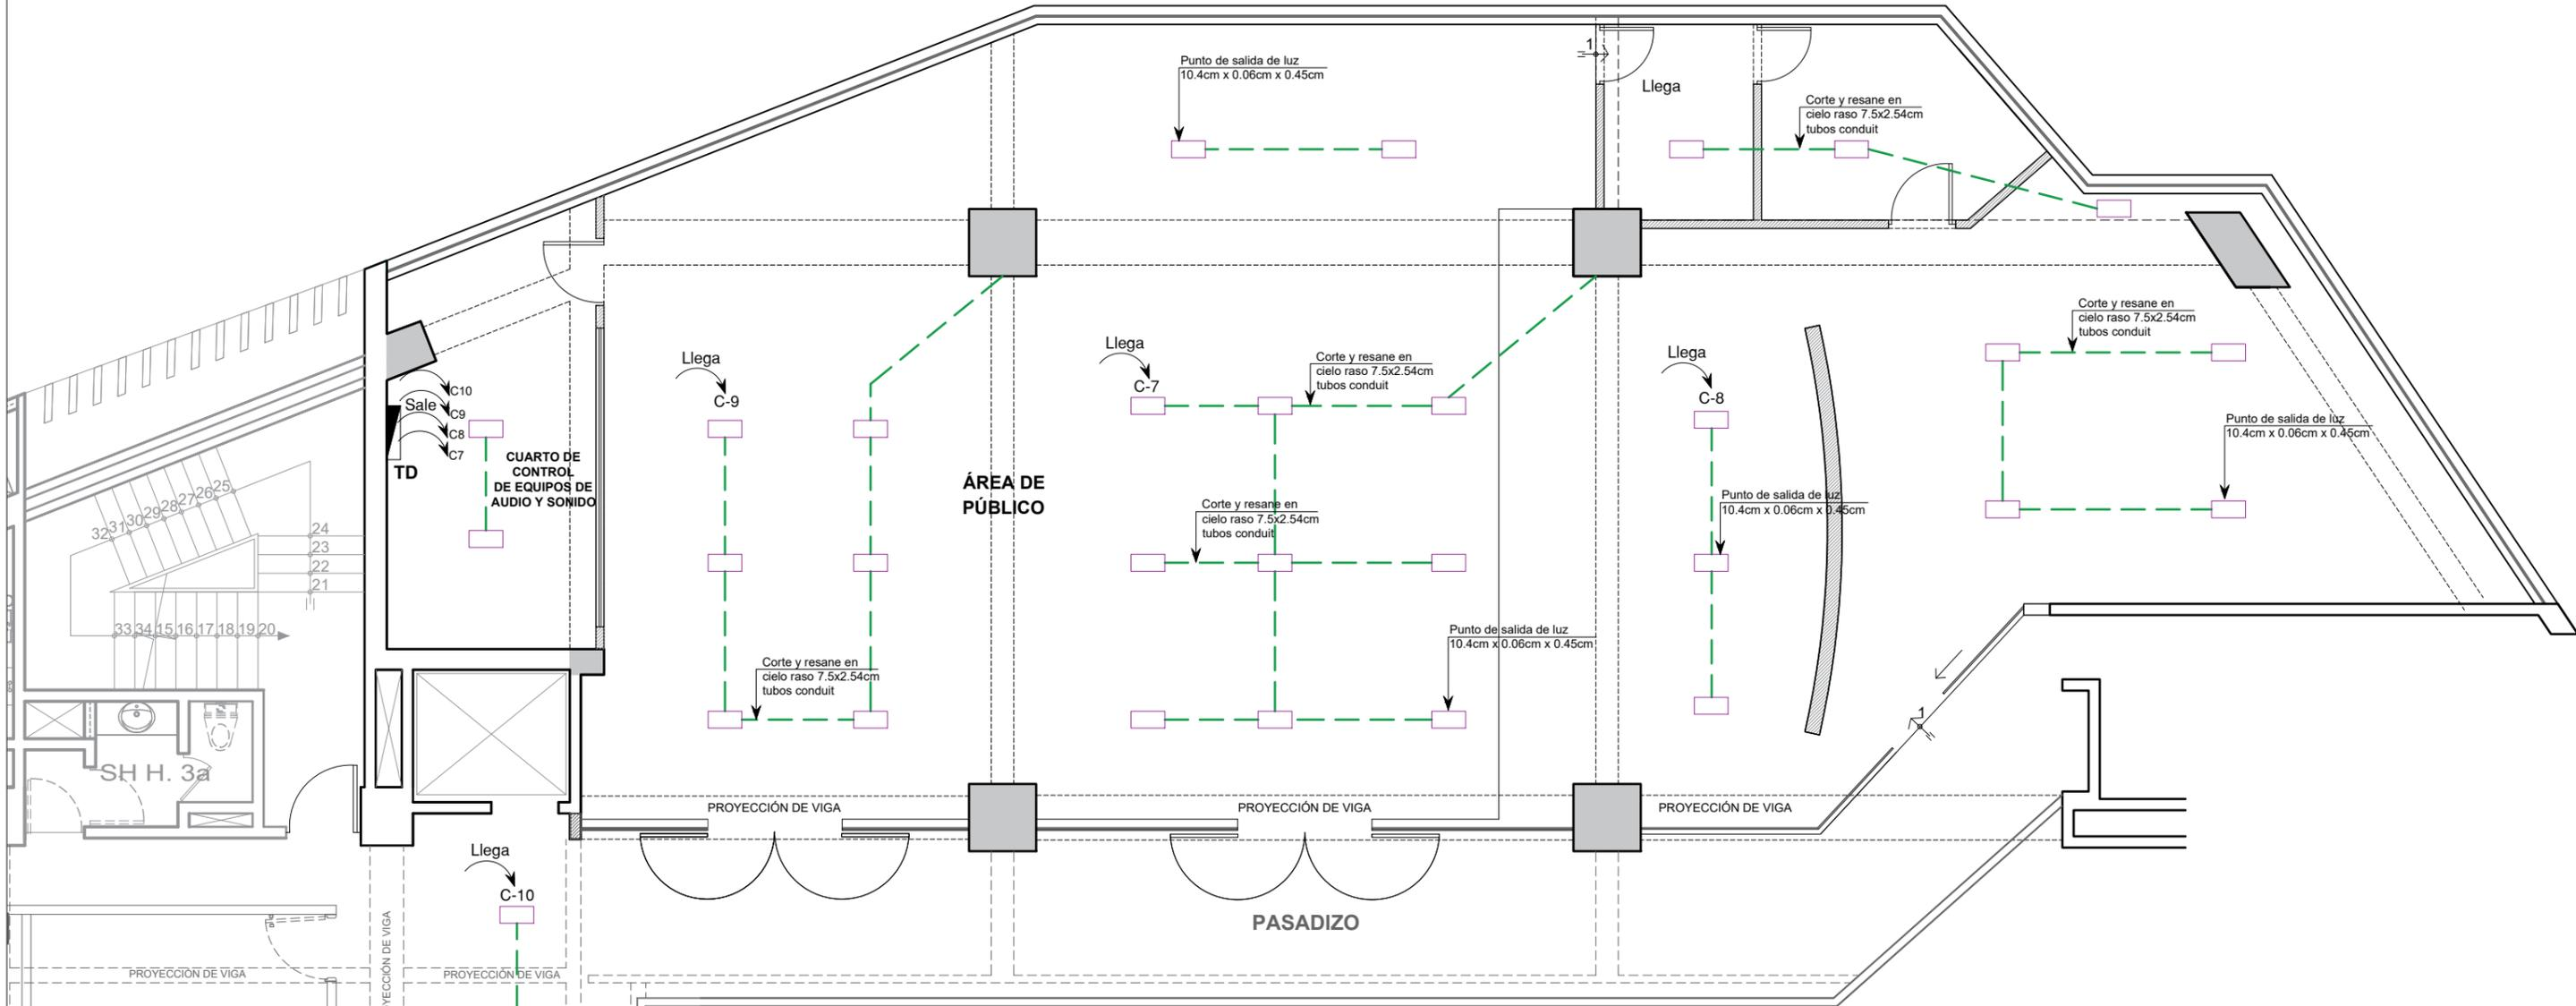 Punto de salida de luz
10.4cm x 0.06cm x 0.45cm
1
Llega
Corte y resane en
cielo raso 7.5x2.54cm
tubos conduit
Corte y resane en
cielo raso 7.5x2.54cm
tubos conduit
Llega
C-9
Llega
C-7
Corte y resane en
cielo raso 7.5x2.54cm
tubos conduit
Llega
C-8
C10
Sale
C9
C8
C7
TD
CUARTO DE
CONTROL
DE EQUIPOS DE
AUDIO Y SONIDO
Punto de salida de luz
10.4cm x 0.06cm x 0.45cm
ÁREA DE
PÚBLICO
Corte y resane en
cielo raso 7.5x2.54cm
tubos conduit
Punto de salida de luz
10.4cm x 0.06cm x 0.45cm
32 31 30 29 28 27 26 25
24
23
22
21
33 34 15 16 17 18 19 20
Punto de salida de luz
10.4cm x 0.06cm x 0.45cm
Corte y resane en
cielo raso 7.5x2.54cm
tubos conduit
1
SH H. 3a
PROYECCIÓN DE VIGA
PROYECCIÓN DE VIGA
PROYECCIÓN DE VIGA
Llega
C-10
PASADIZO
PROYECCIÓN DE VIGA
YECCIÓN DE VIGA
PROYECCIÓN DE VIGA